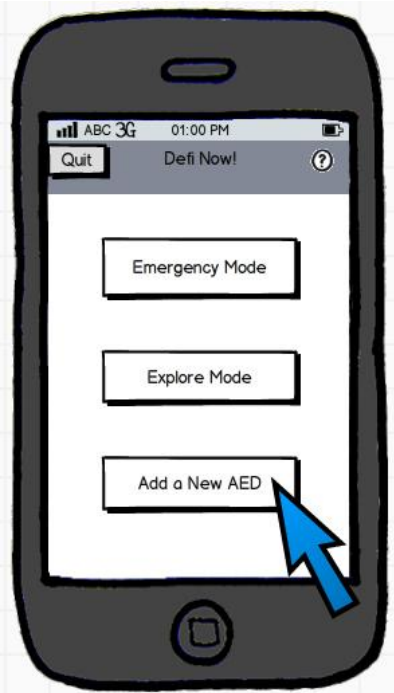 ABC 3G 01:00 PM
Quit Defi Now! ?
Emergency Mode
Explore Mode
Add a New AED